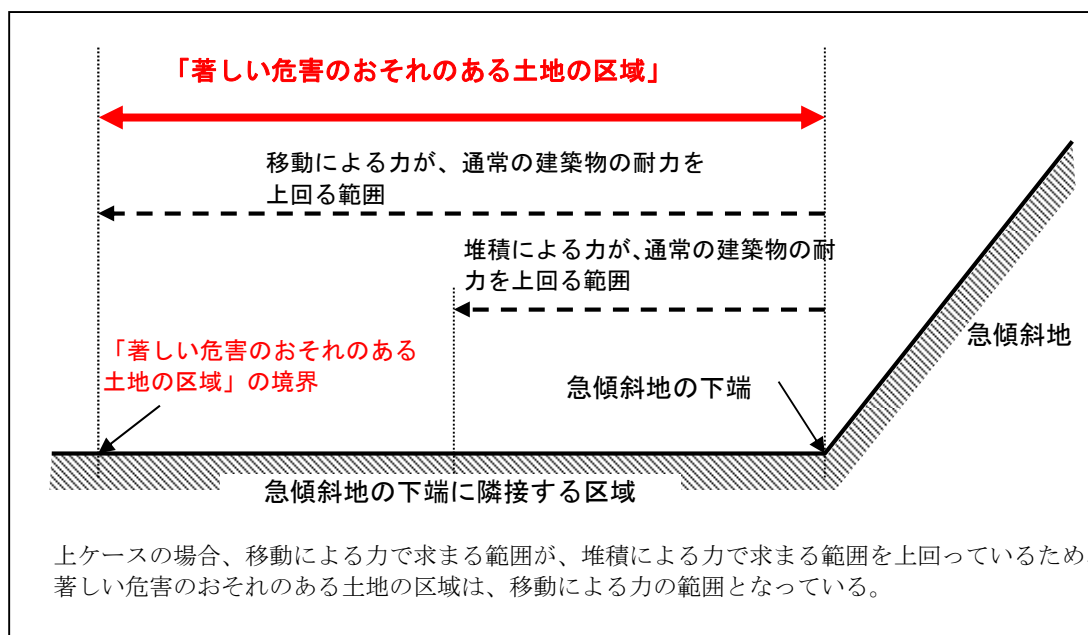 「著しい危害のおそれのある土地の区域」
移動による力が、通常の建築物の耐力を
上回る範囲
堆積による力が、通常の建築物の耐
力を上回る範囲
急傾斜地
「著しい危害のおそれのある
土地の区域」の境界
急傾斜地の下端
急傾斜地の下端に隣接する区域
上ケースの場合、移動による力で求まる範囲が、堆積による力で求まる範囲を上回っているため
著しい危害のおそれのある土地の区域は、移動による力の範囲となっている。